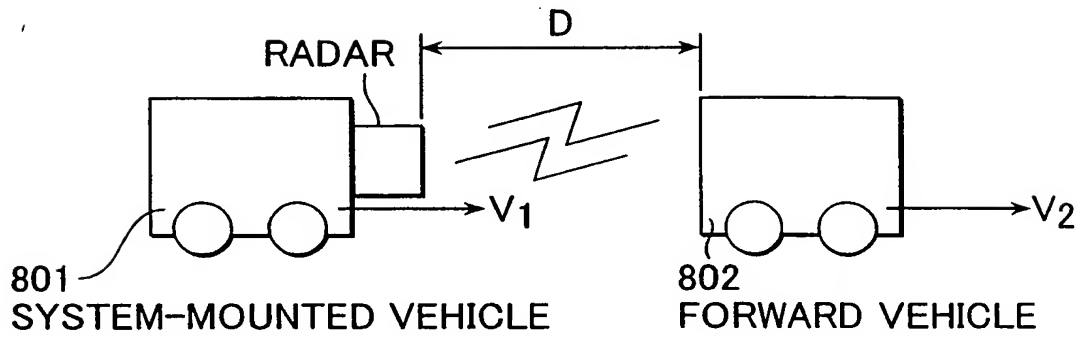 D
RADAR
V1
V2
801
SYSTEM-MOUNTED VEHICLE
802
FORWARD VEHICLE